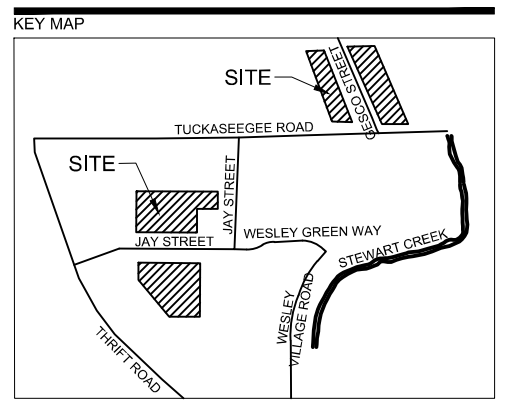 KEY MAP
SITE
GESCO STREET
TUCKASEEGEE ROAD
SITE
JAY STREET
JAY STREET
WESLEY GREEN WAY
STEWART CREEK
WESLEY
VILLAGE ROAD
THRIFT ROAD